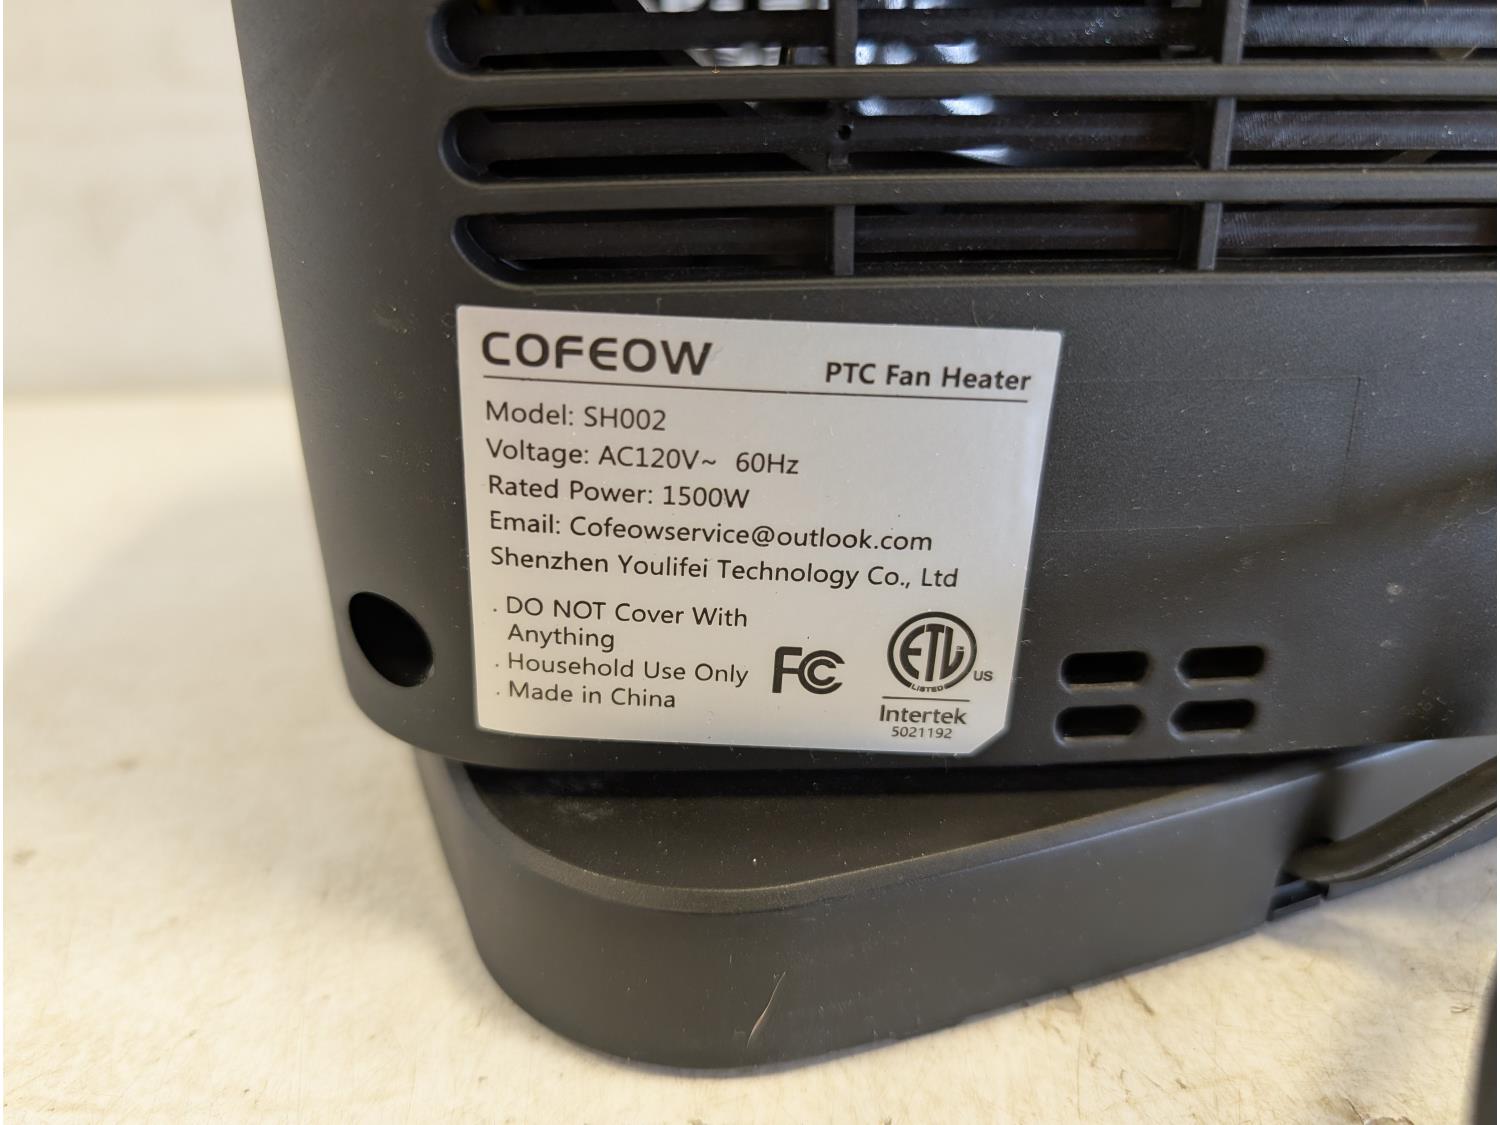 COFEOW
PTC Fan Heater
Model: SH002
Voltage: AC120V~ 60Hz
Rated Power: 1500W
Email: Cofeowservice@outlook.com
Shenzhen Youlifei Technology Co., Ltd
. DO NOT Cover With
Anything
. Household Use Only
. Made in China
FC
ETL
LISTED
US
Intertek
5021192